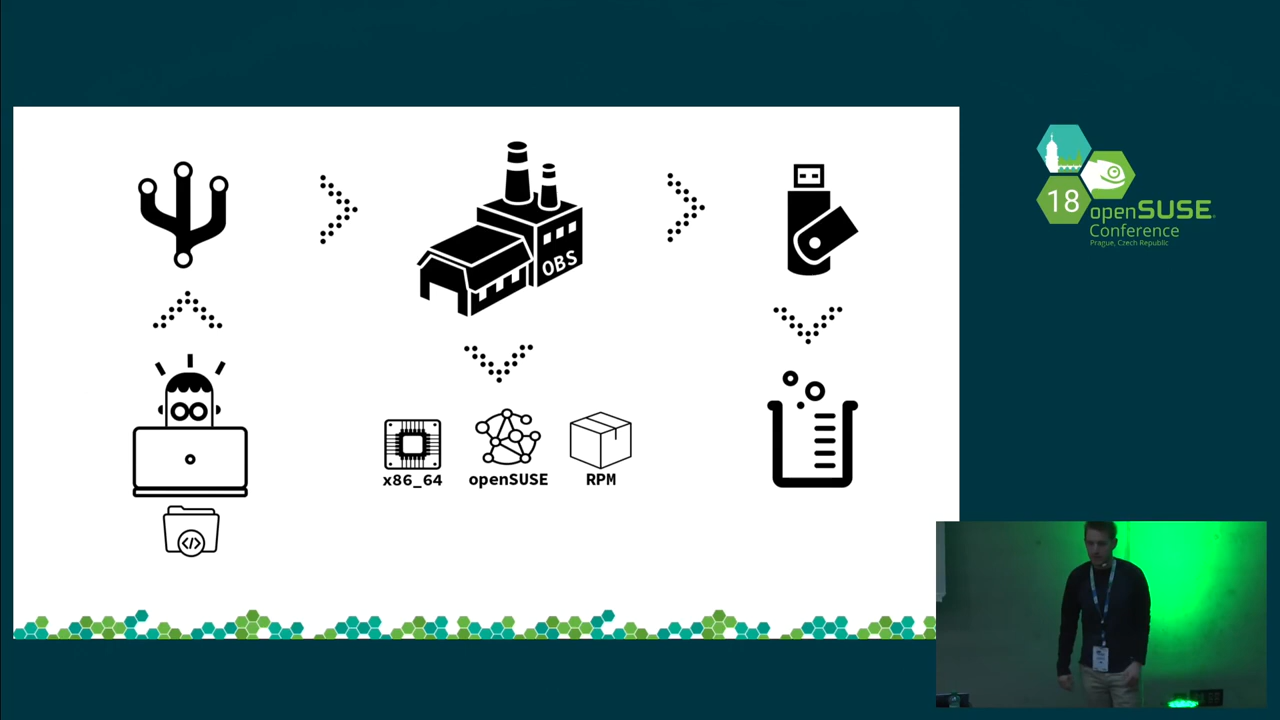 OBS
</>
x86_64
openSUSE
RPM
18
openSUSE
Conference
Prague, Czech Republic